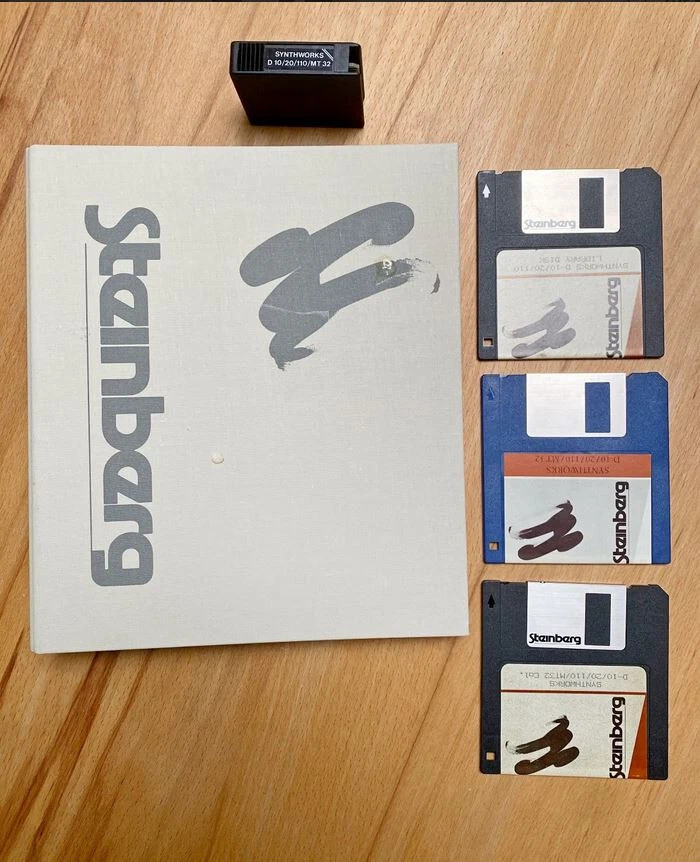 SYNTHWORKS
D 10/20/110/MT 32
Steinberg
Steinberg
SYNTHWORKS D-10/20/110
LIBRARY DISK
Steinberg
SYNTHWORKS
D-10/20/110/MT32
Steinberg
Steinberg
SYNTHWORKS
D-10/20/110/MT32 Col.
Steinberg